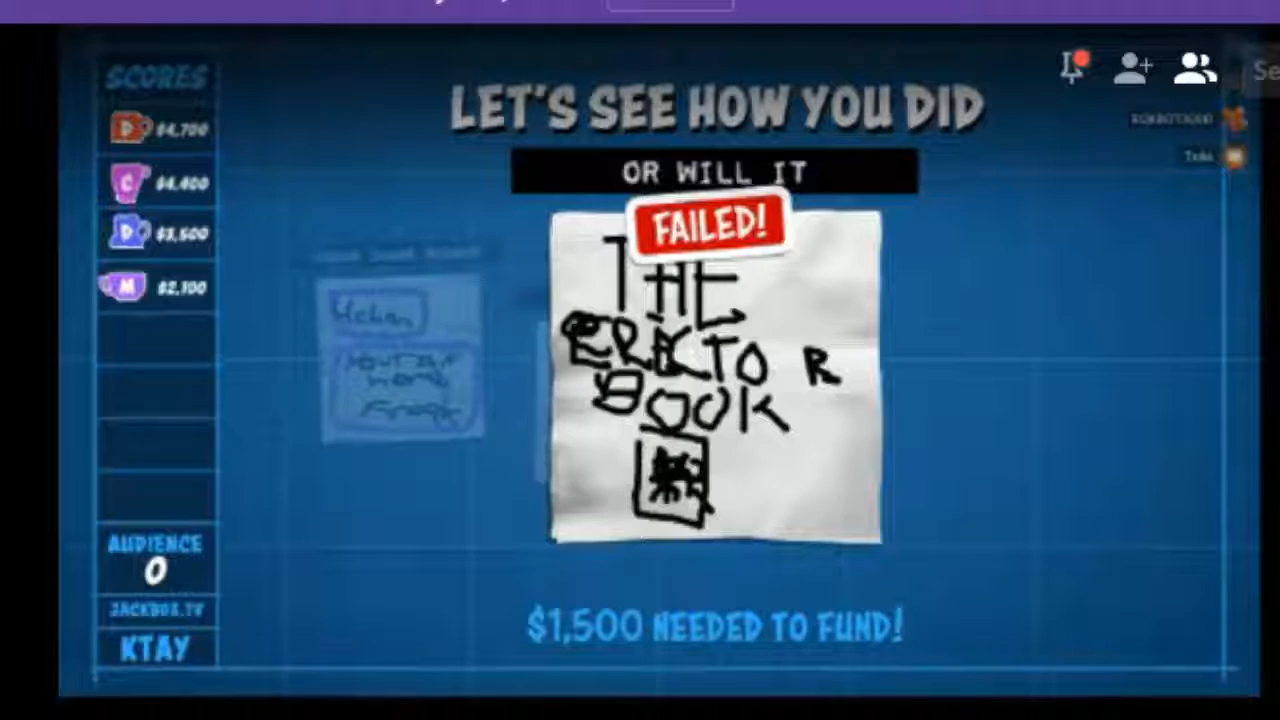 SCORES
D $4,700
C $4,400
D $3,500
M $2,100
AUDIENCE
0
JACKBOX.TV
KTAY
LET'S SEE HOW YOU DID
OR WILL IT
FAILED!
THE
R
BOOK
$1,500 NEEDED TO FUND!
Se